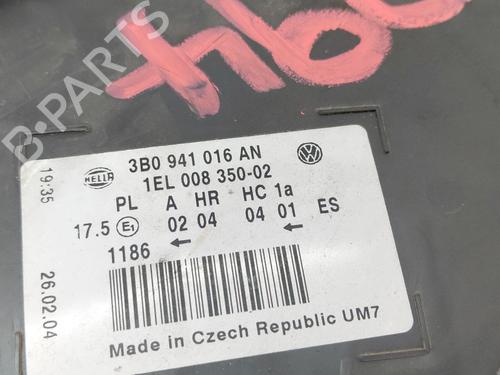 B-PARTS
HELLA
3B0 941 016 AN
1EL 008 350-02
PL A HR HC 1a
17.5 E1 02 04 04 01 ES
1186
19:35
26.02.04
Made in Czech Republic UM7